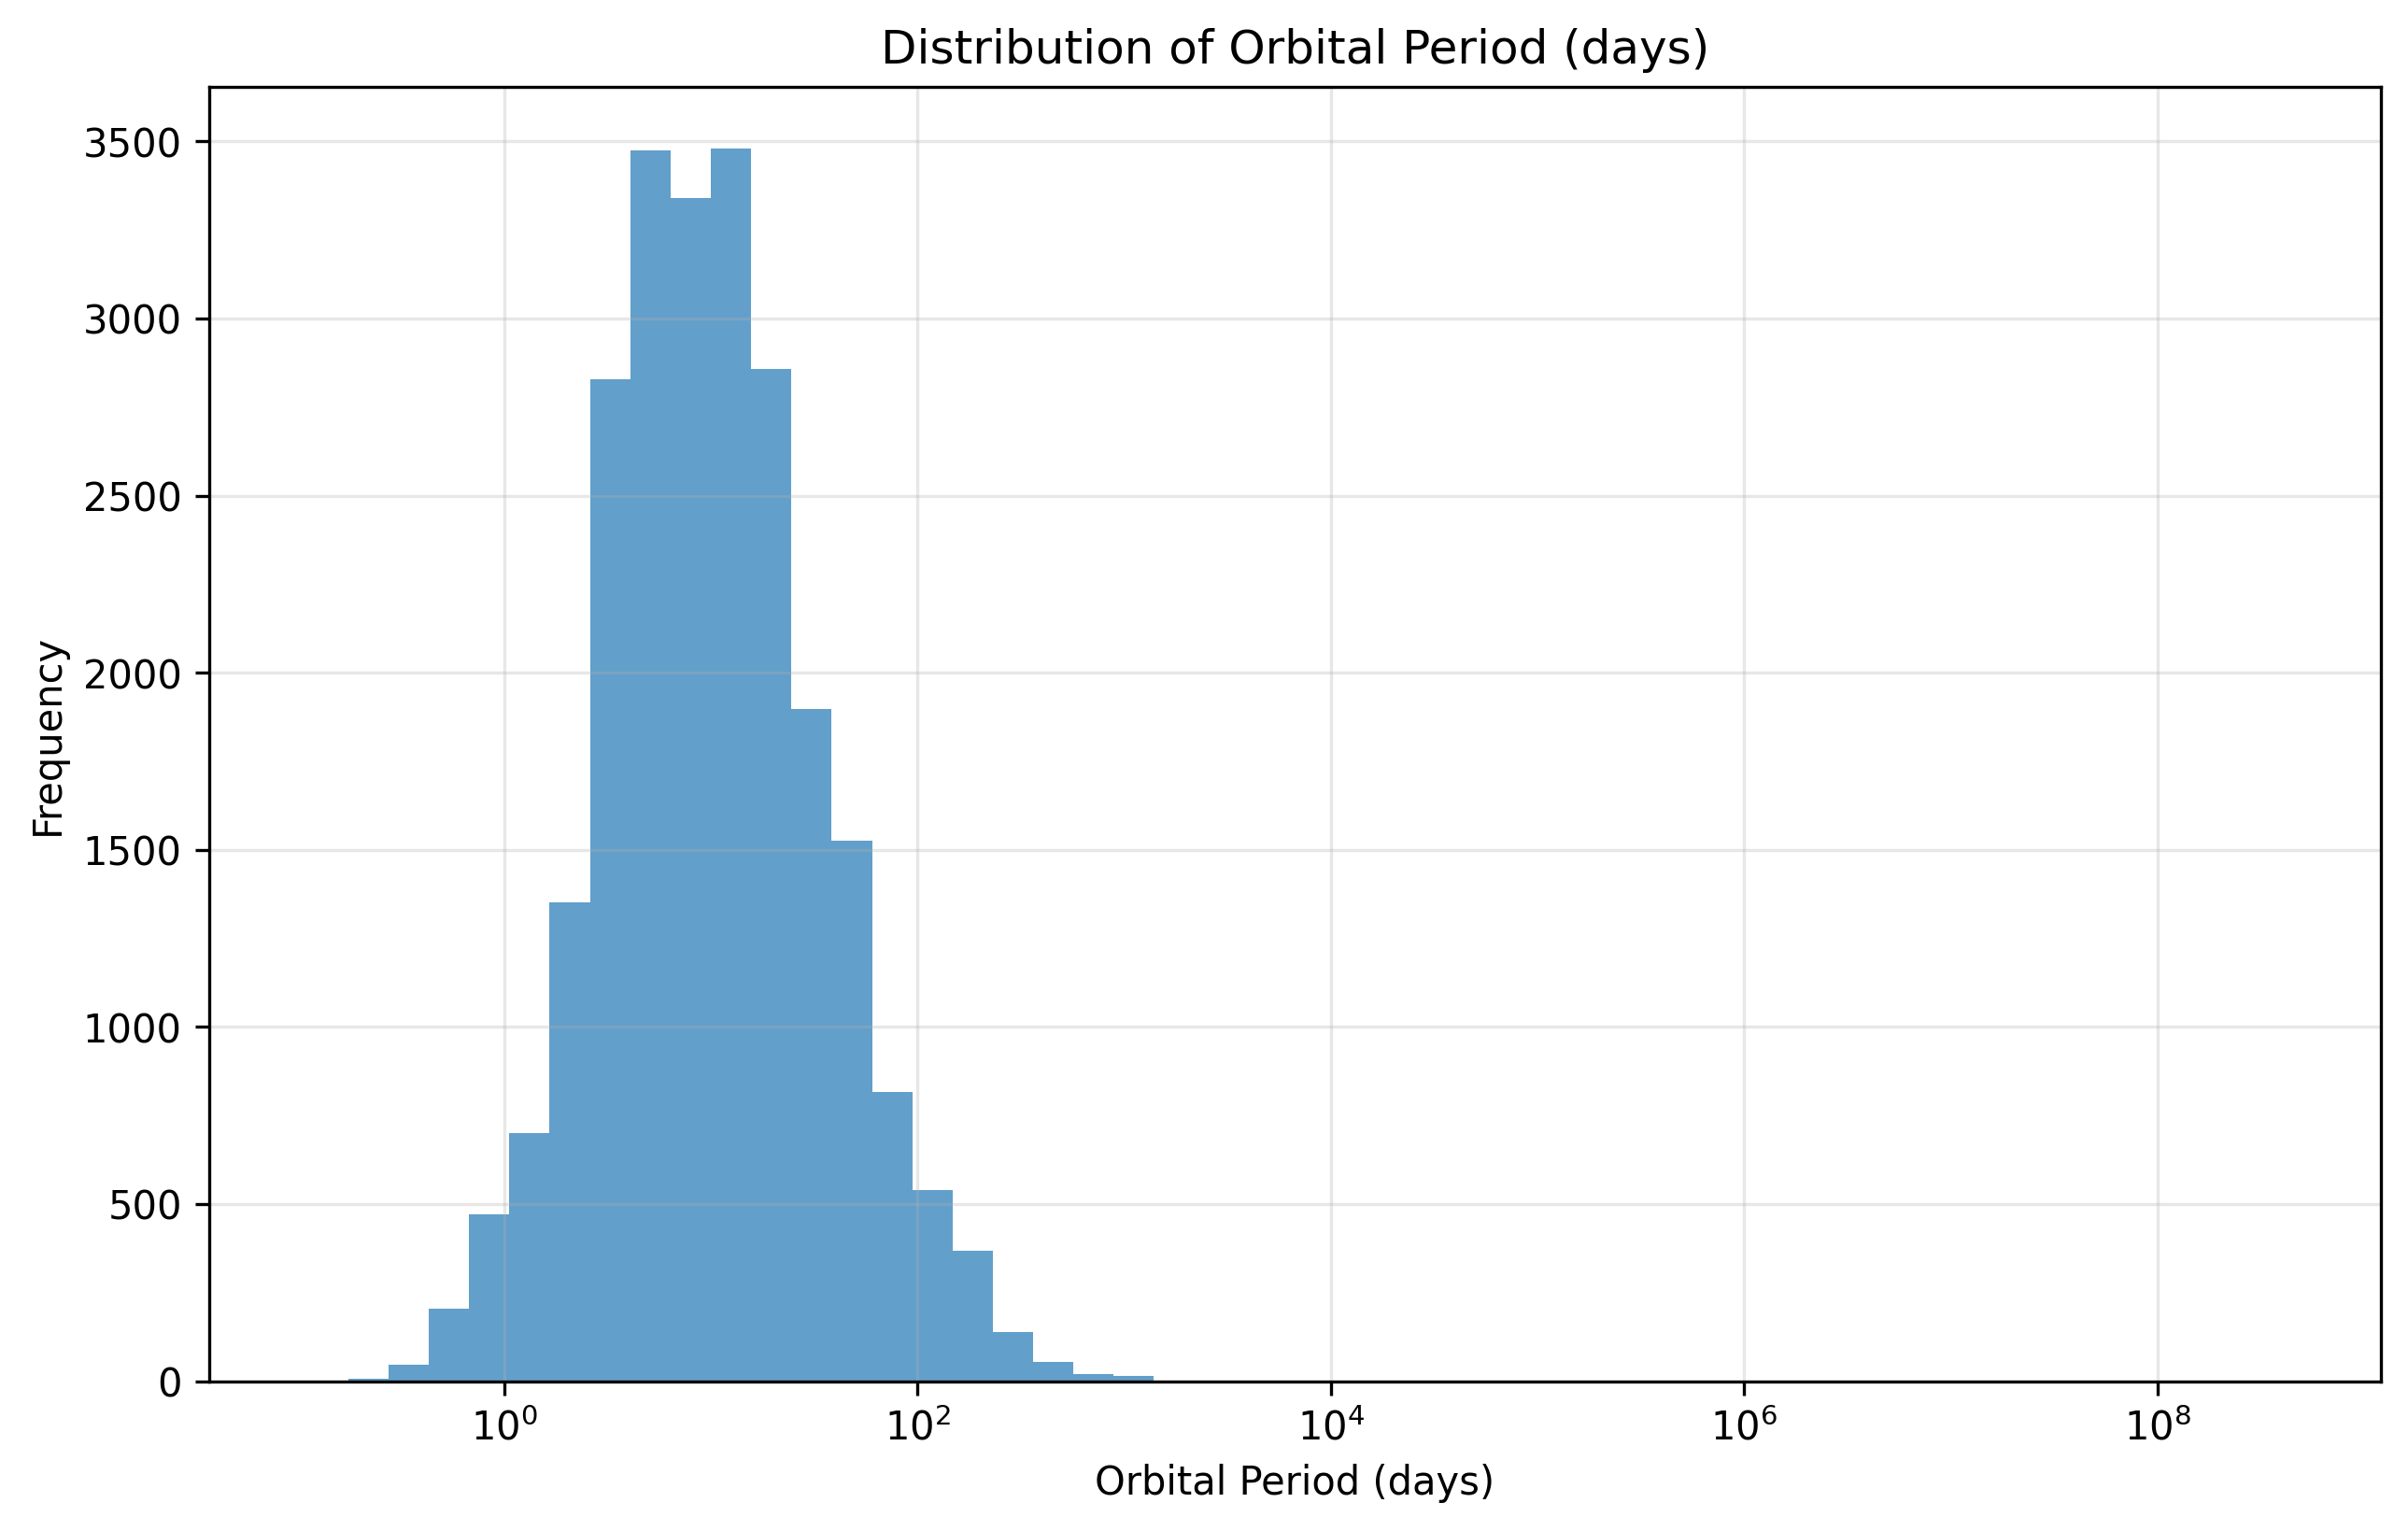 Distribution of Orbital Period (days)
3500
3000
2500
2000
1500
1000
500
0
Frequency
10⁰ 10² 10⁴ 10⁶ 10⁸
Orbital Period (days)